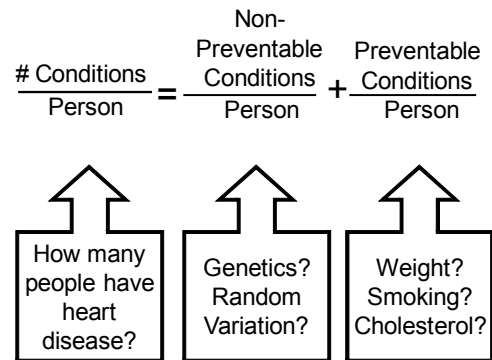 Non-
Preventable
Conditions
Person
# Conditions
Person
=
+
Preventable
Conditions
Person
How many
people have
heart
disease?
Genetics?
Random
Variation?
Weight?
Smoking?
Cholesterol?